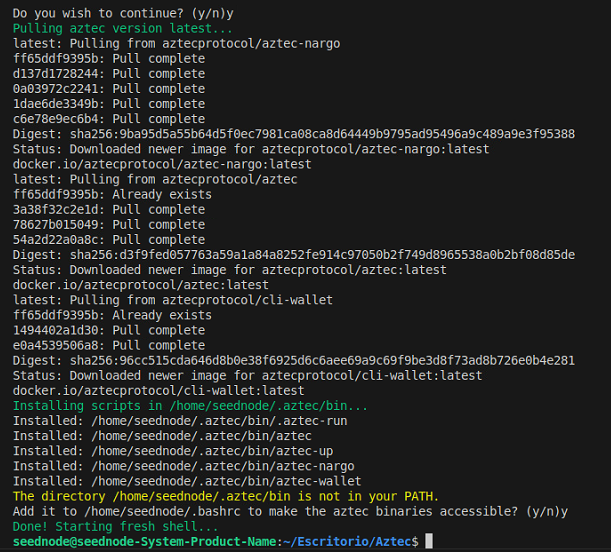 Do you wish to continue? (y/n)y
Pulling aztec version latest...
latest: Pulling from aztecprotocol/aztec-nargo
ff65ddf9395b: Pull complete
d137d1728244: Pull complete
0a03972c2241: Pull complete
1dae6de3349b: Pull complete
c6e78e9ec6b4: Pull complete
Digest: sha256:9ba95d5a55b64d5f0ec7981ca08ca8d64449b9795ad95496a9c489a9e3f95388
Status: Downloaded newer image for aztecprotocol/aztec-nargo:latest
docker.io/aztecprotocol/aztec-nargo:latest
latest: Pulling from aztecprotocol/aztec
ff65ddf9395b: Already exists
3a38f32c2e1d: Pull complete
78627b015049: Pull complete
54a2d22a0a8c: Pull complete
Digest: sha256:d3f9fed057763a59a1a84a8252fe914c97050b2f749d8965538a0b2bf08d85de
Status: Downloaded newer image for aztecprotocol/aztec:latest
docker.io/aztecprotocol/aztec:latest
latest: Pulling from aztecprotocol/cli-wallet
ff65ddf9395b: Already exists
1494402a1d30: Pull complete
e0a4539506a8: Pull complete
Digest: sha256:96cc515cda646d8b0e38f6925d6c6aee69a9c69f9be3d8f73ad8b726e0b4e281
Status: Downloaded newer image for aztecprotocol/cli-wallet:latest
docker.io/aztecprotocol/cli-wallet:latest
Installing scripts in /home/seednode/.aztec/bin...
Installed: /home/seednode/.aztec/bin/.aztec-run
Installed: /home/seednode/.aztec/bin/aztec
Installed: /home/seednode/.aztec/bin/aztec-up
Installed: /home/seednode/.aztec/bin/aztec-nargo
Installed: /home/seednode/.aztec/bin/aztec-wallet
The directory /home/seednode/.aztec/bin is not in your PATH.
Add it to /home/seednode/.bashrc to make the aztec binaries accessible? (y/n)y
Done! Starting fresh shell...
seednode@seednode-System-Product-Name:~/Escritorio/Aztec$